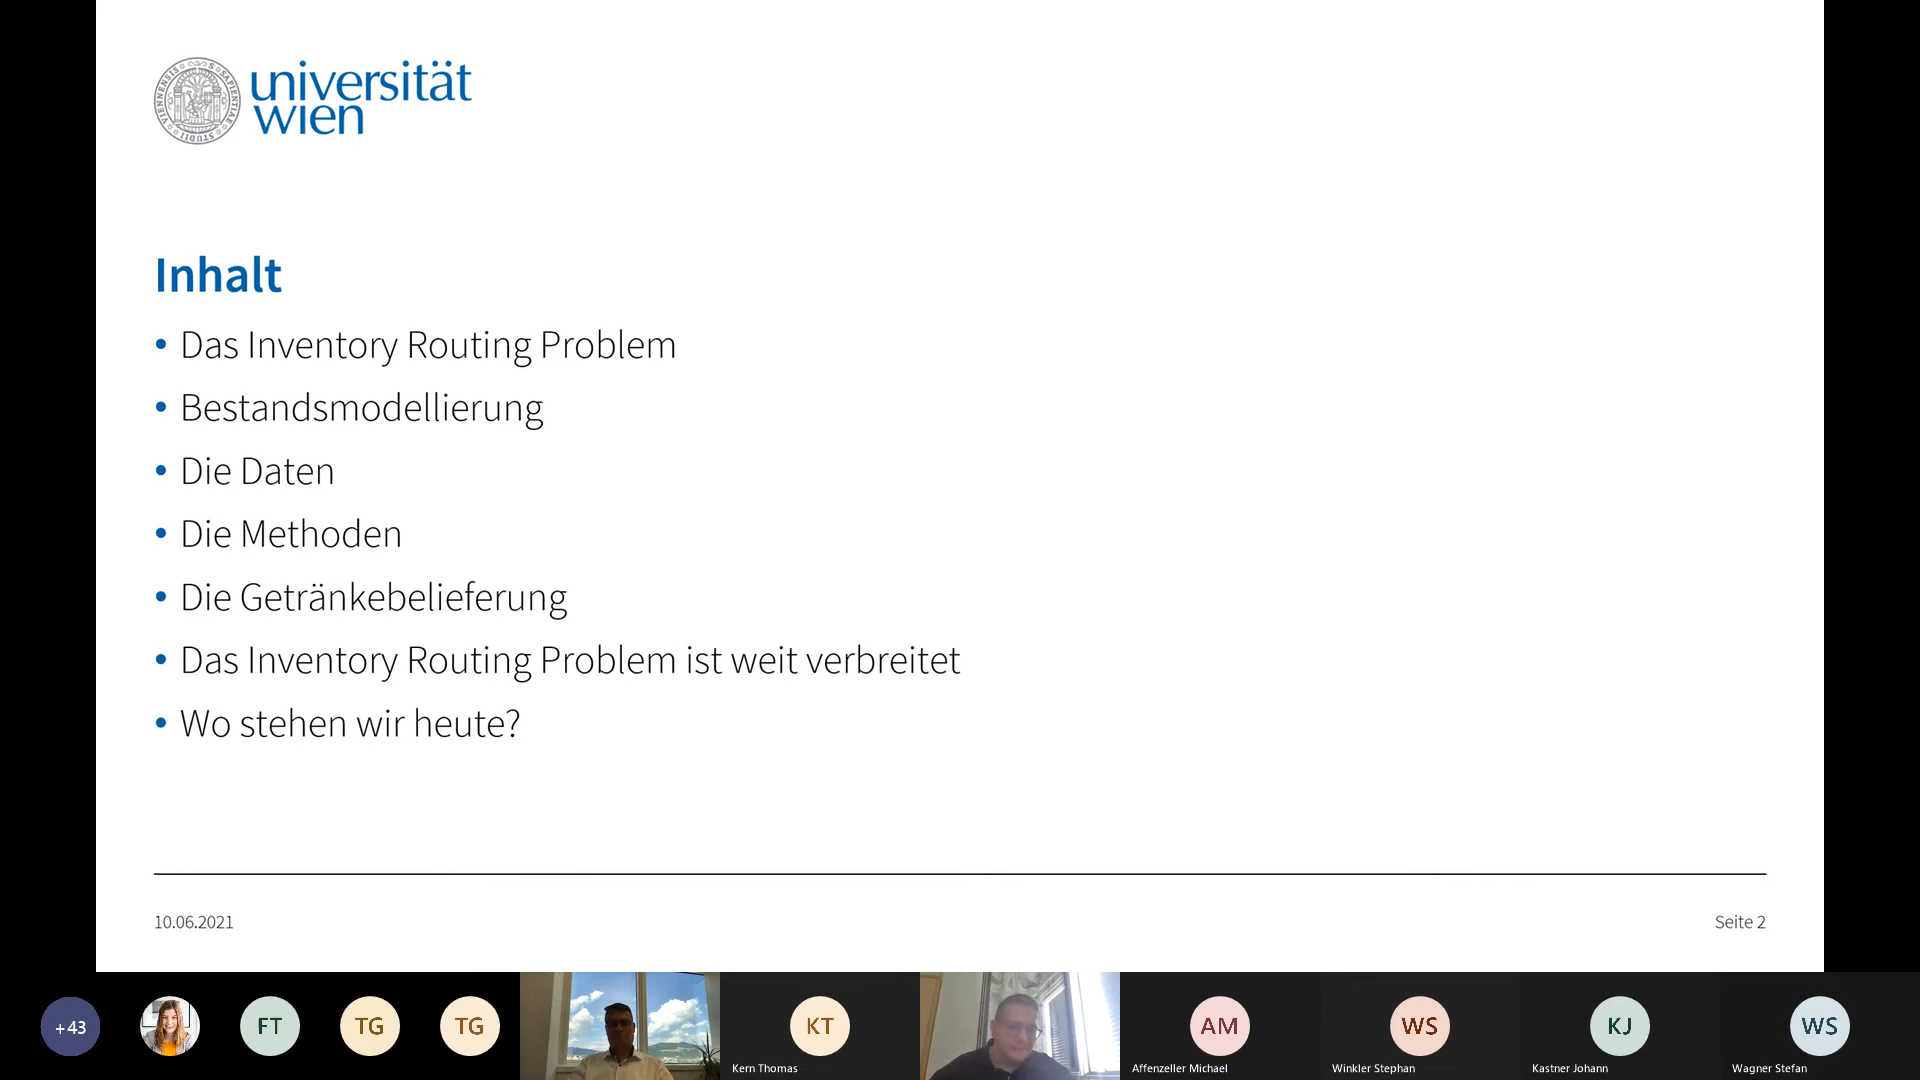 universität
wien
Inhalt
• Das Inventory Routing Problem
• Bestandsmodellierung
• Die Daten
• Die Methoden
• Die Getränkebelieferung
• Das Inventory Routing Problem ist weit verbreitet
• Wo stehen wir heute?
10.06.2021
Seite 2
+43
FT
TG
TG
KT
Kern Thomas
AM
Affenzeller Michael
WS
Winkler Stephan
KJ
Kastner Johann
WS
Wagner Stefan